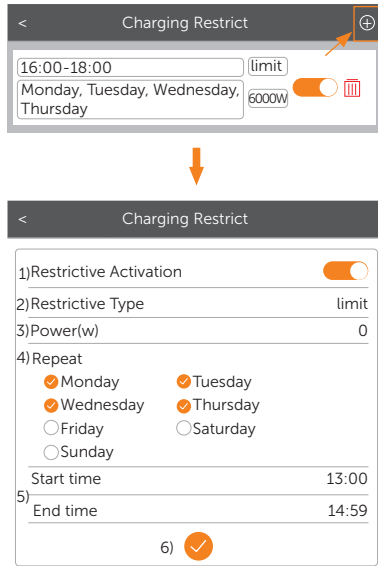 < Charging Restrict
16:00-18:00 limit
Monday, Tuesday, Wednesday,
Thursday
6000W
< Charging Restrict
1)Restrictive Activation
2)Restrictive Type limit
3)Power(w) 0
4)Repeat
Monday Tuesday
Wednesday Thursday
Friday Saturday
Sunday
Start time 13:00
5)
End time 14:59
6)